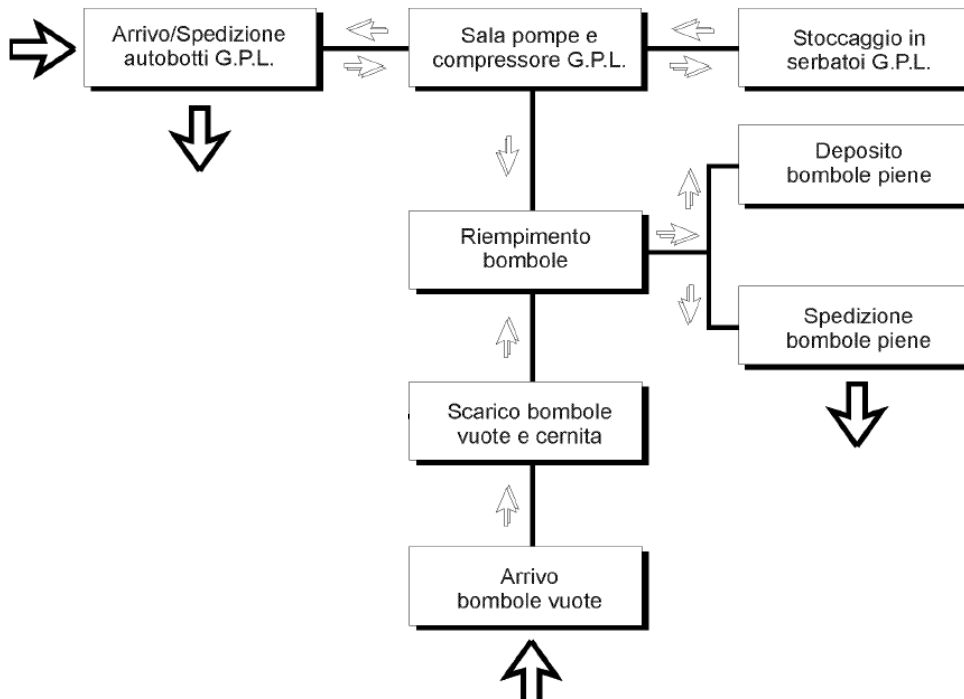 Arrivo/Spedizione
autobotti G.P.L.
Sala pompe e
compressore G.P.L.
Stoccaggio in
serbatoi G.P.L.
Deposito
bombole piene
Riempimento
bombole
Spedizione
bombole piene
Scarico bombole
vuote e cernita
Arrivo
bombole vuote